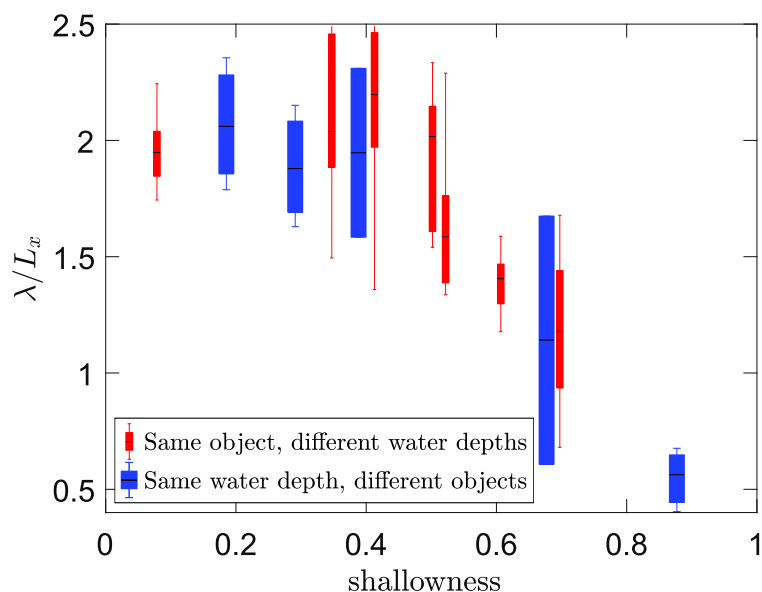 2.5
2
1.5
1
0.5
λ/Lₓ
Same object, different water depths
Same water depth, different objects
0 0.2 0.4 0.6 0.8 1
shallowness